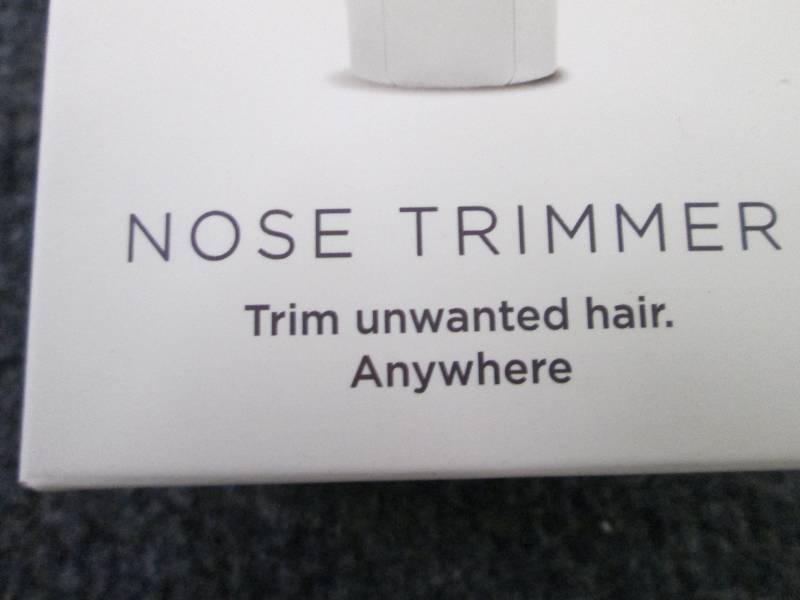 NOSE TRIMMER
Trim unwanted hair.
Anywhere